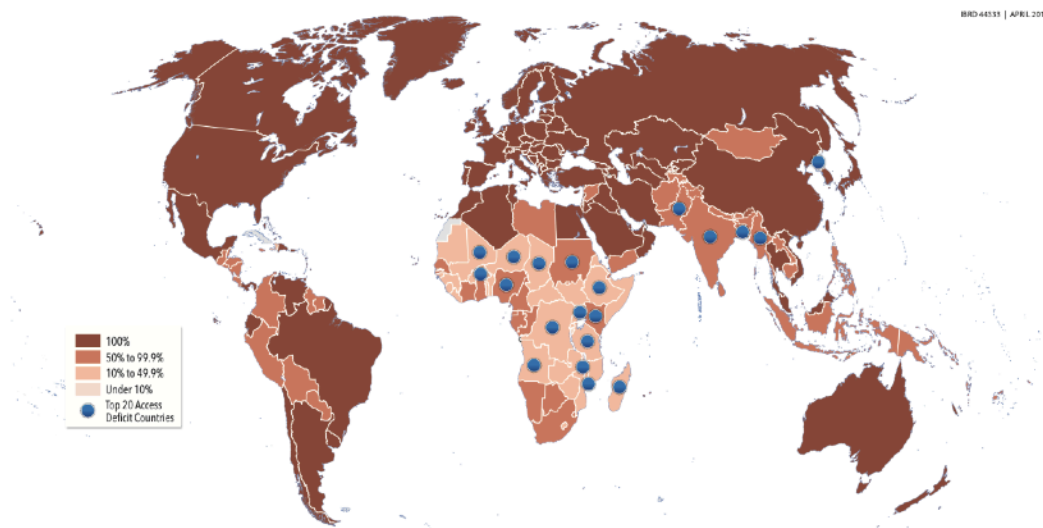 IBRD 44333 | APRIL 201
100%
50% to 99.9%
10% to 49.9%
Under 10%
Top 20 Access
Deficit Countries